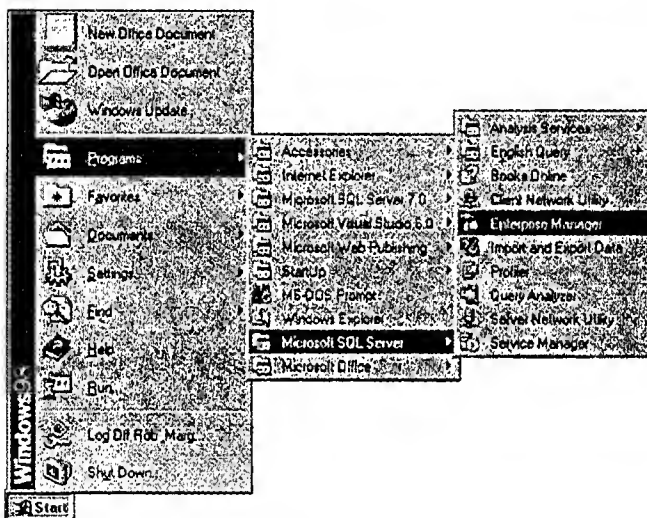 New Office Document
Open Office Document
Windows Update
Programs
Favorites
Documents
Settings
Find
Help
Run...
Log Off Rob_Marg...
Shut Down...
Windows98
Start
Accessories
Internet Explorer
Microsoft SQL Server 7.0
Microsoft Visual Studio 6.0
Microsoft Web Publishing
StartUp
MS-DOS Prompt
Windows Explorer
Microsoft SQL Server
Microsoft Office
Analysis Services
English Query
Books Online
Client Network Utility
Enterprise Manager
Import and Export Data
Profiler
Query Analyzer
Server Network Utility
Service Manager